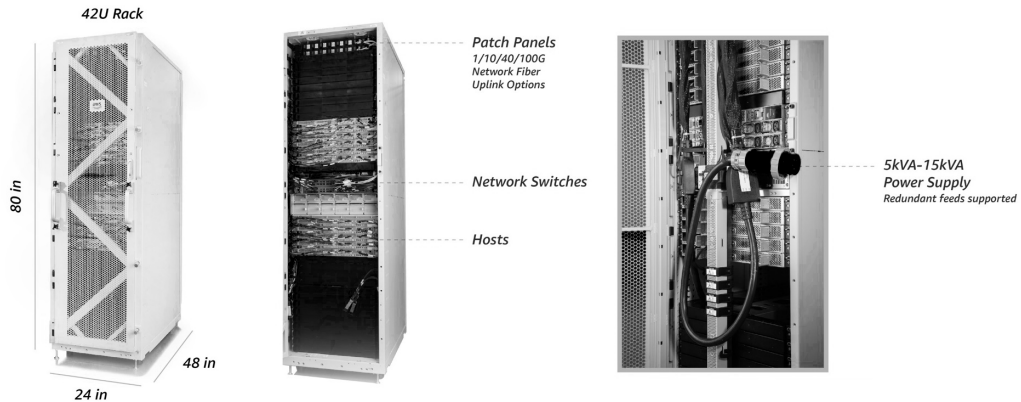 42U Rack
80 in
24 in
48 in
Patch Panels
1/10/40/100G
Network Fiber
Uplink Options
Network Switches
Hosts
5kVA-15kVA
Power Supply
Redundant feeds supported